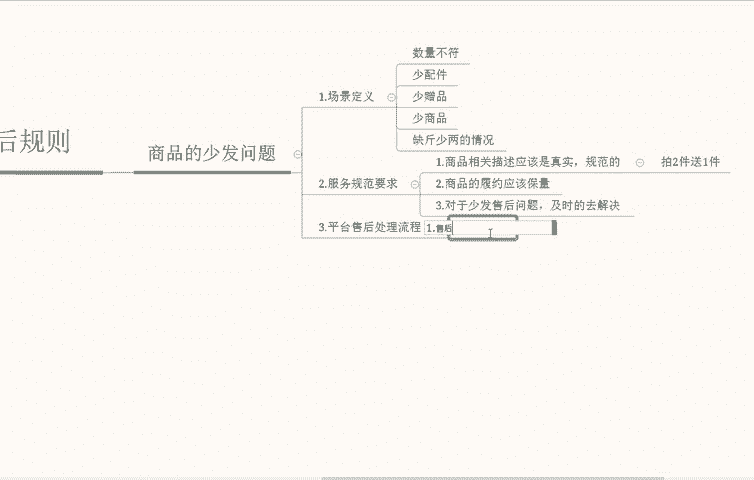 后规则
商品的少发问题
1.场景定义
数量不符
少配件
少赠品
少商品
缺斤少两的情况
2.服务规范要求
1.商品相关描述应该是真实，规范的
拍2件送1件
2.商品的履约应该保量
3.对于少发售后问题，及时的去解决
3.平台售后处理流程
1.售后